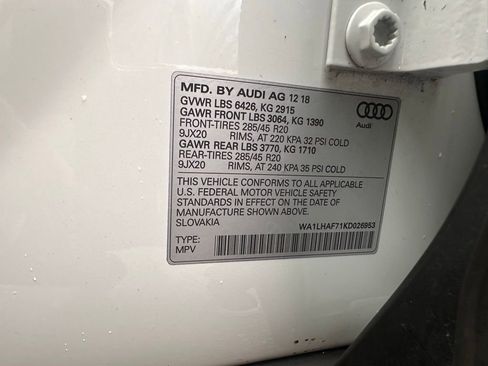 MFD. BY AUDI AG 12 18
GVWR LBS 6426, KG 2915
GAWR FRONT LBS 3064, KG 1390
FRONT-TIRES 285/45 R20
9JX20 RIMS, AT 220 KPA 32 PSI COLD
GAWR REAR LBS 3770, KG 1710
REAR-TIRES 285/45 R20
9JX20 RIMS, AT 240 KPA 35 PSI COLD
Audi
THIS VEHICLE CONFORMS TO ALL APPLICABLE
U.S. FEDERAL MOTOR VEHICLE SAFETY
STANDARDS IN EFFECT ON THE DATE OF
MANUFACTURE SHOWN ABOVE.
SLOVAKIA
WA1LHAF71KD026953
TYPE:
MPV